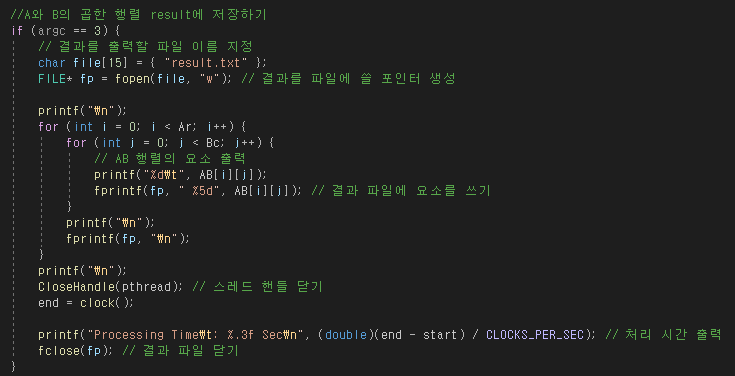 //A와 B의 곱한 행렬 result에 저장하기
if (argc == 3) {
    // 결과를 출력할 파일 이름 지정
    char file[15] = { "result.txt" };
    FILE* fp = fopen(file, "w"); // 결과를 파일에 쓸 포인터 생성

    printf("₩n");
    for (int i = 0; i < Ar; i++) {
        for (int j = 0; j < Bc; j++) {
            // AB 행렬의 요소 출력
            printf("%d₩t", AB[i][j]);
            fprintf(fp, " %5d", AB[i][j]); // 결과 파일에 요소를 쓰기
        }
        printf("₩n");
        fprintf(fp, "₩n");
    }
    printf("₩n");
    CloseHandle(pthread); // 스레드 핸들 닫기
    end = clock();

    printf("Processing Time₩t: %.3f Sec₩n", (double)(end - start) / CLOCKS_PER_SEC); // 처리 시간 출력
    fclose(fp); // 결과 파일 닫기
}